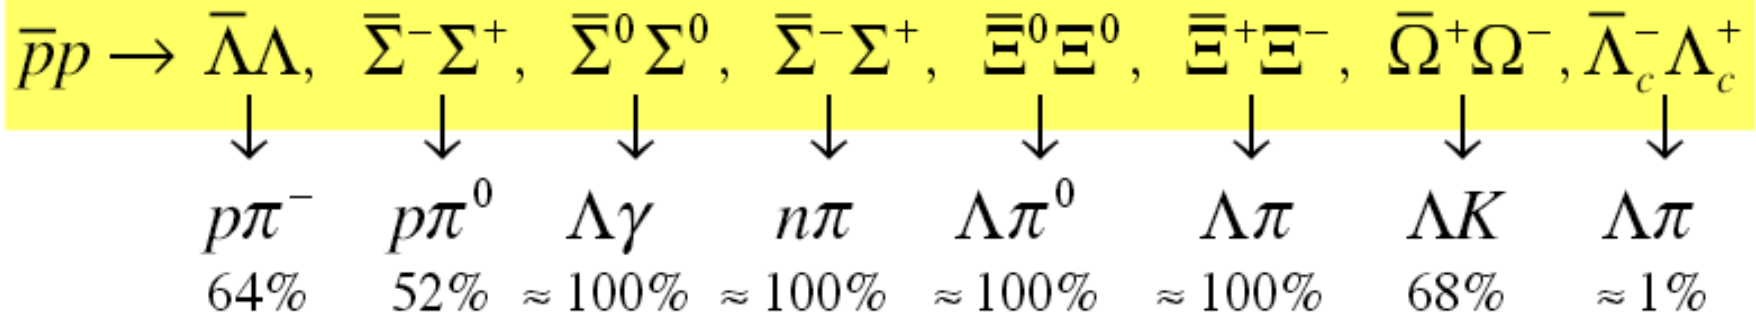 p̅p → Λ̅Λ, Σ̅⁻Σ⁺, Σ̅⁰Σ⁰, Σ̅⁻Σ⁺, Ξ̅⁰Ξ⁰, Ξ̅⁺Ξ⁻, Ω̅⁺Ω⁻, Λ̅c⁻Λc⁺
↓ ↓ ↓ ↓ ↓ ↓ ↓ ↓
pπ⁻ pπ⁰ Λγ nπ Λπ⁰ Λπ ΛK Λπ
64% 52% ≈100% ≈100% ≈100% ≈100% 68% ≈1%